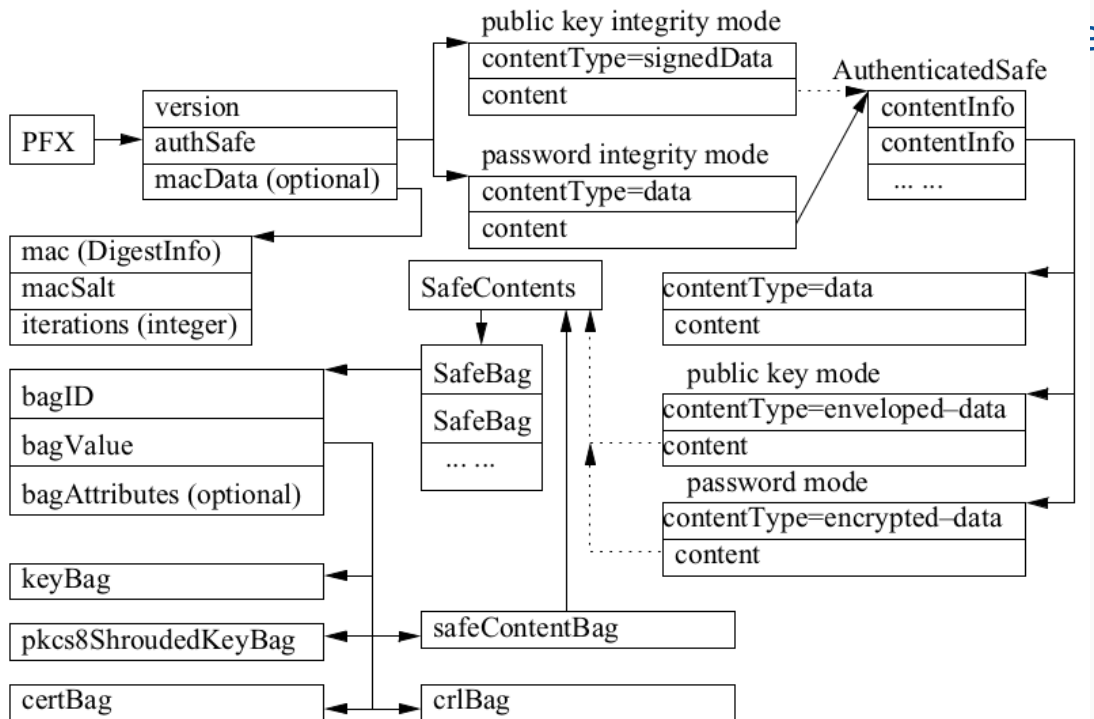 public key integrity mode
contentType=signedData
content
AuthenticatedSafe
contentInfo
contentInfo
... ...
PFX
version
authSafe
macData (optional)
password integrity mode
contentType=data
content
mac (DigestInfo)
macSalt
iterations (integer)
SafeContents
SafeBag
SafeBag
... ...
contentType=data
content
public key mode
contentType=enveloped–data
content
password mode
contentType=encrypted–data
content
bagID
bagValue
bagAttributes (optional)
keyBag
pkcs8ShroudedKeyBag
safeContentBag
certBag
crlBag